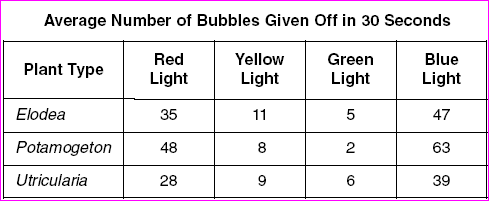 Average Number of Bubbles Given Off in 30 Seconds
Plant Type Red Light Yellow Light Green Light Blue Light
Elodea 35 11 5 47
Potamogeton 48 8 2 63
Utricularia 28 9 6 39